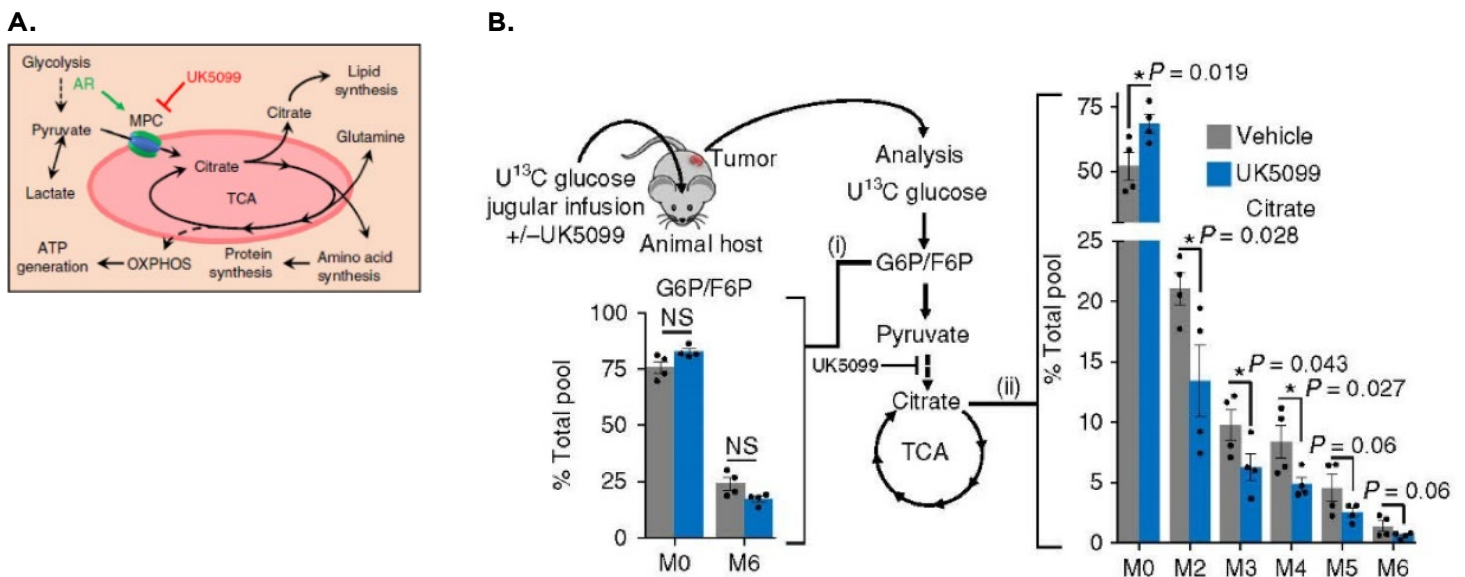 A.
Glycolysis
AR
UK5099
MPC
Pyruvate
Lactate
Citrate
Citrate
Lipid
synthesis
Glutamine
TCA
ATP
generation
OXPHOS
Protein
synthesis
Amino acid
synthesis
B.
U¹³C glucose
jugular infusion
+/−UK5099
Tumor
Animal host
Analysis
U¹³C glucose
G6P/F6P
Pyruvate
UK5099
Citrate
TCA
(i)
(ii)
G6P/F6P
% Total pool
100
75
50
25
0
NS
NS
M0
M6
% Total pool
75
50
25
20
15
10
5
0
* P = 0.019
Vehicle
UK5099
Citrate
* P = 0.028
* P = 0.043
* P = 0.027
P = 0.06
P = 0.06
M0
M2
M3
M4
M5
M6